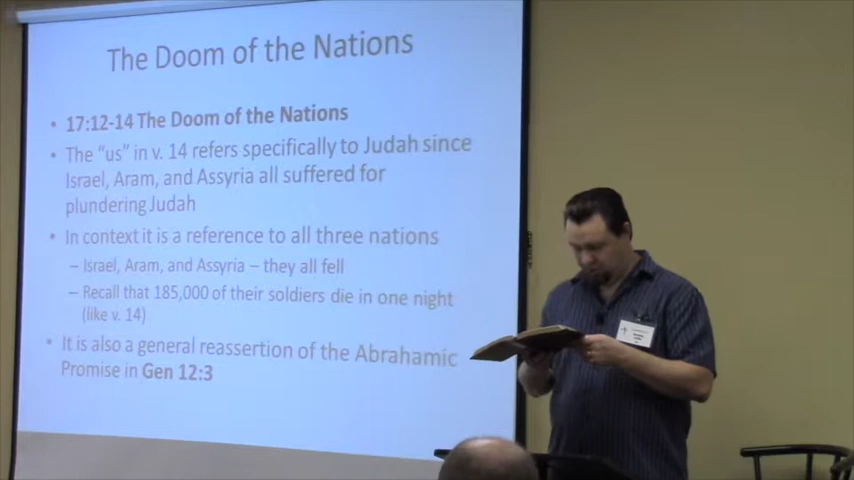 The Doom of the Nations
• 17:12-14 The Doom of the Nations
• The "us" in v. 14 refers specifically to Judah since
Israel, Aram, and Assyria all suffered for
plundering Judah
• In context it is a reference to all three nations
– Israel, Aram, and Assyria – they all fell
– Recall that 185,000 of their soldiers die in one night
(like v. 14)
• It is also a general reassertion of the Abrahamic
Promise in Gen 12:3